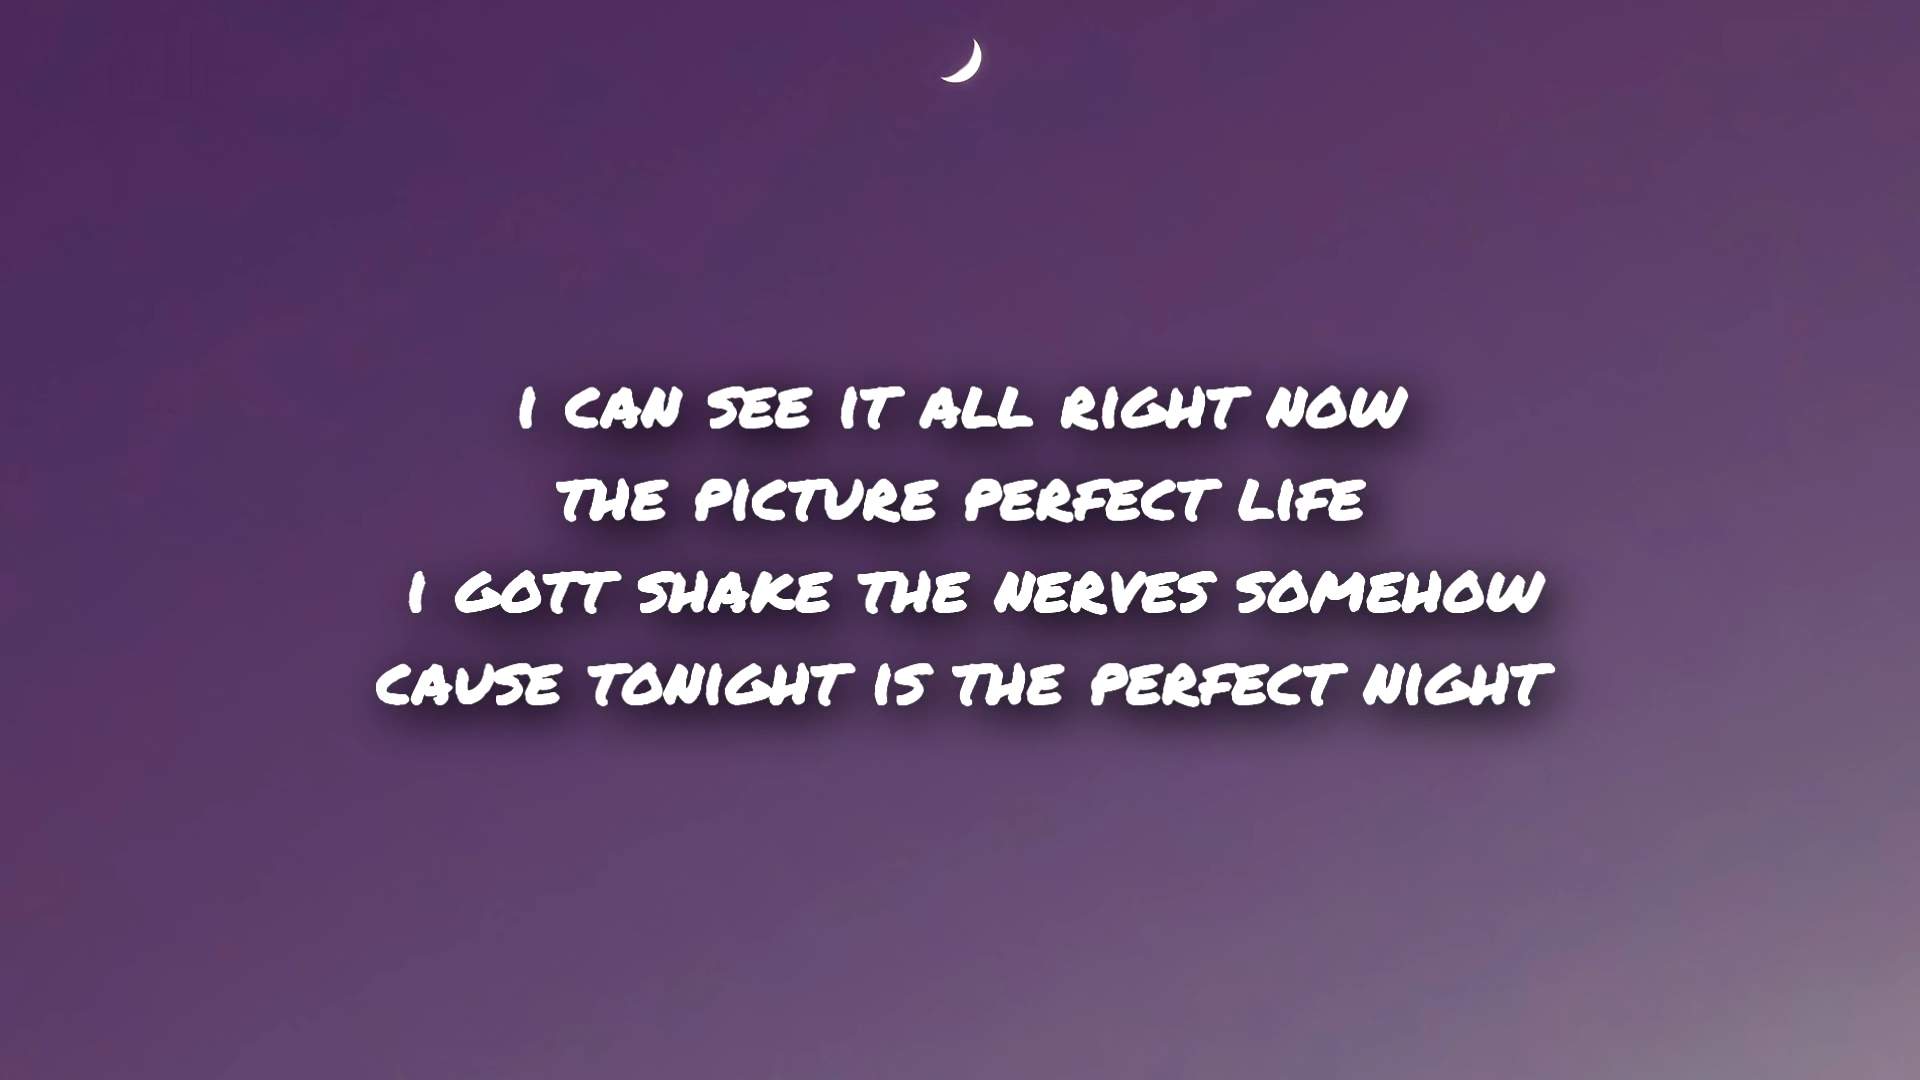 I CAN SEE IT ALL RIGHT NOW
THE PICTURE PERFECT LIFE
I GOTT SHAKE THE NERVES SOMEHOW
CAUSE TONIGHT IS THE PERFECT NIGHT